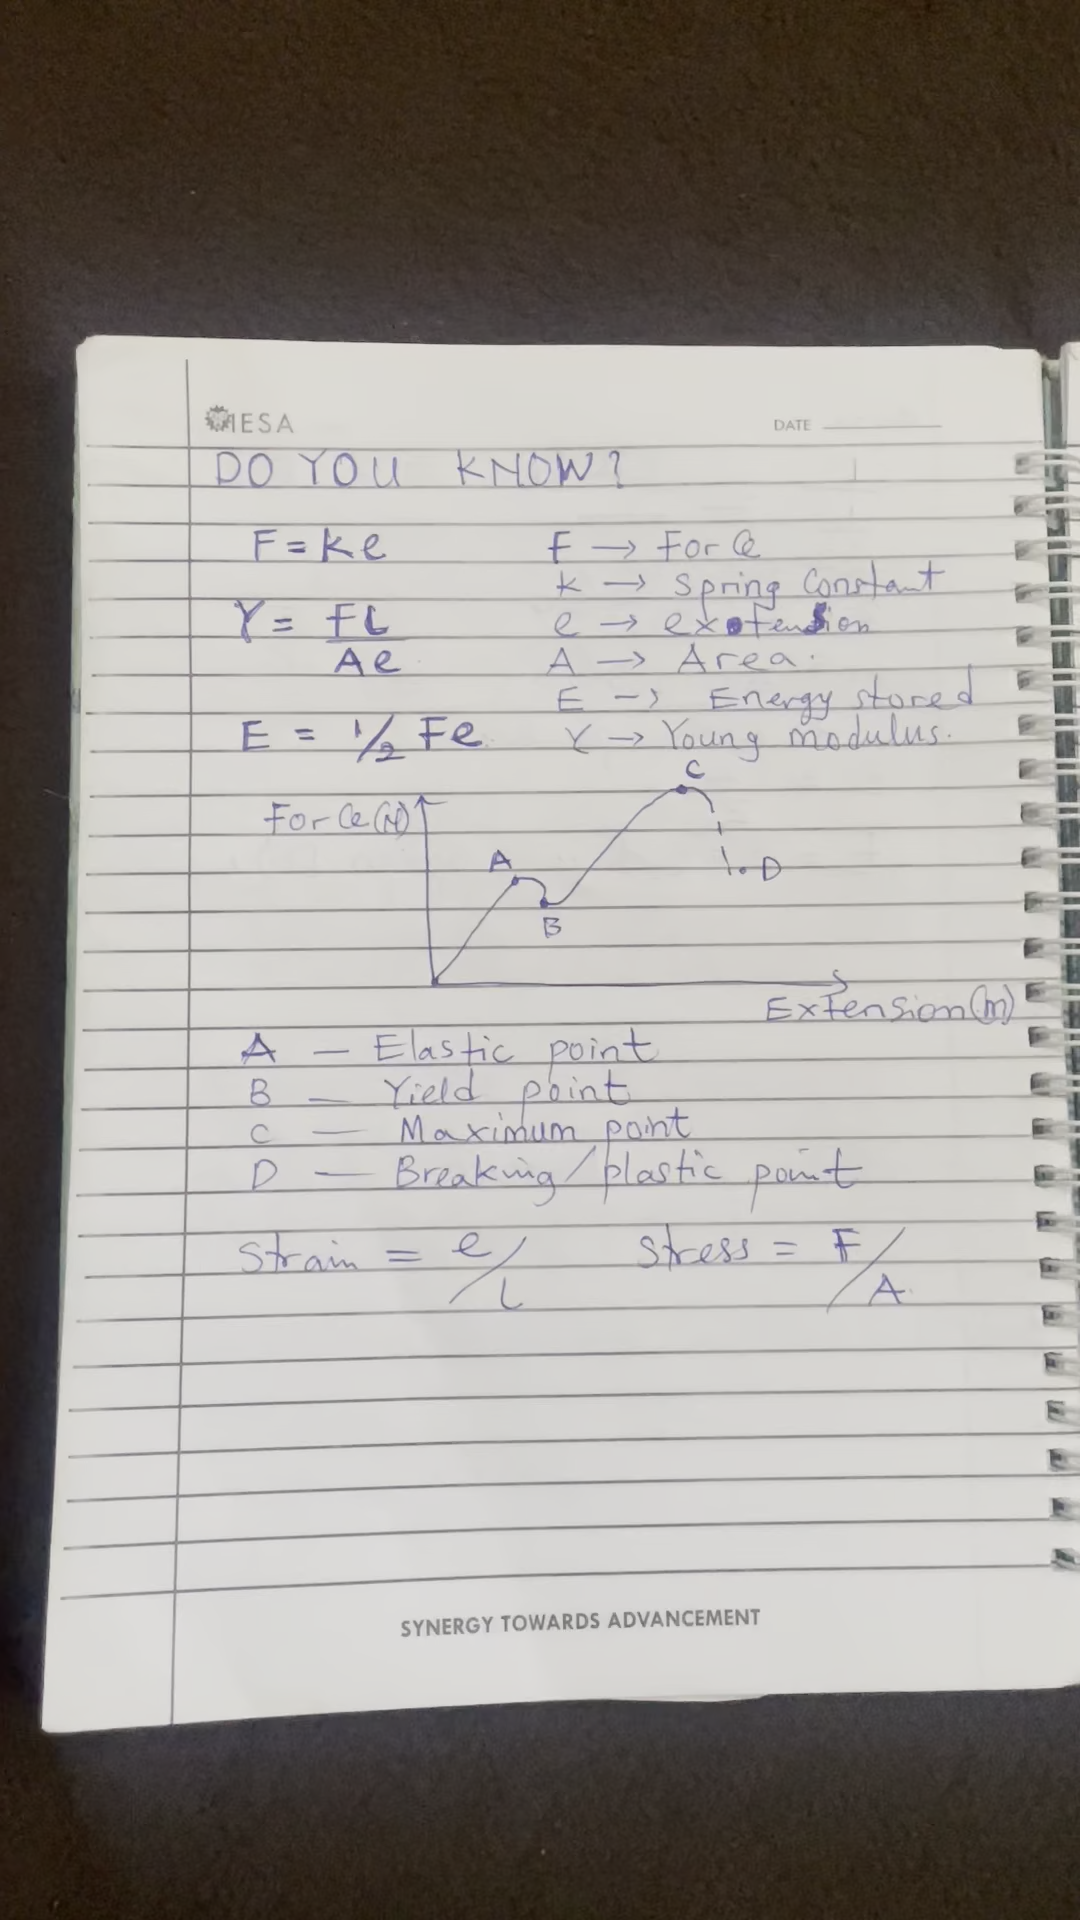 MESA
DATE
DO YOU KNOW?
F = ke
F → Force
k → Spring Constant
Y = FL / Ae
e → extension
A → Area.
E → Energy stored
E = 1/2 Fe
Y → Young modulus.
Force (N)
C
A
D
B
Extension (m)
A — Elastic point
B — Yield point
C — Maximum point
D — Breaking/plastic point
Strain = e/L Stress = F/A
SYNERGY TOWARDS ADVANCEMENT